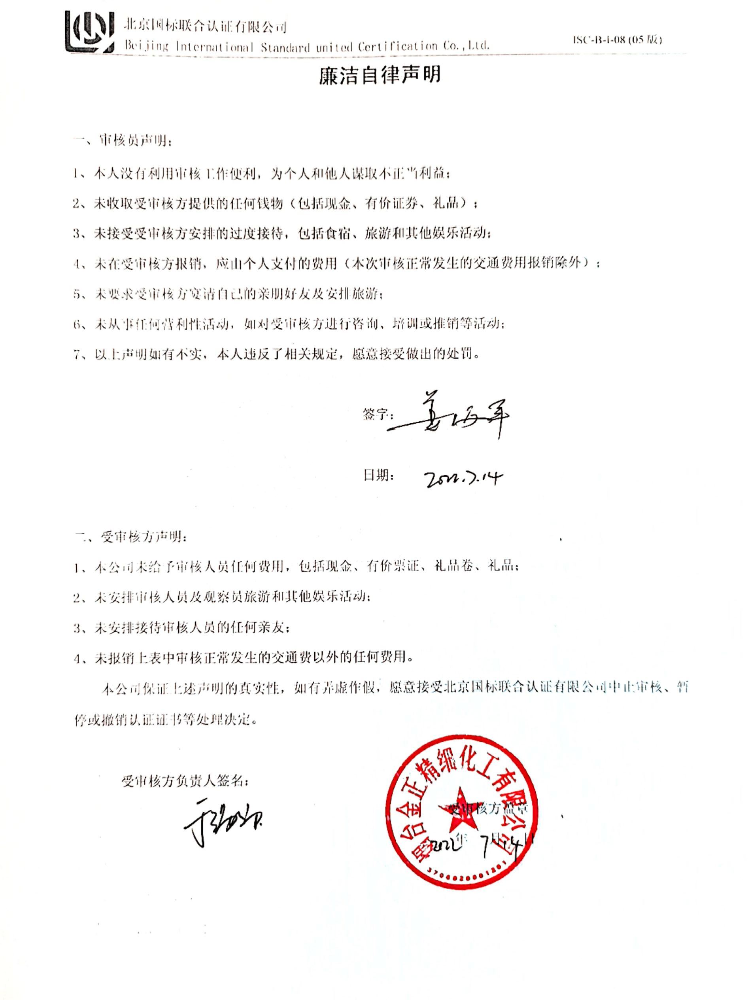 北京国标联合认证有限公司
Beijing International Standard united Certification Co.,Ltd.
ISC-B-I-08(05版)
廉洁自律声明
一、审核员声明：
1、本人没有利用审核工作便利，为个人和他人谋取不正当利益；
2、未收取受审核方提供的任何钱物（包括现金、有价证券、礼品）；
3、未接受受审核方安排的过度接待，包括食宿、旅游和其他娱乐活动；
4、未在受审核方报销，应由个人支付的费用（本次审核正常发生的交通费用报销除外）；
5、未要求受审核方宴请自己的亲朋好友及安排旅游；
6、未从事任何营利性活动，如对受审核方进行咨询、培训或推销等活动；
7、以上声明如有不实，本人违反了相关规定，愿意接受做出的处罚。
签字：姜海军
日期：2022.7.14
二、受审核方声明：
1、本公司未给予审核人员任何费用，包括现金、有价票证、礼品卷、礼品；
2、未安排审核人员及观察员旅游和其他娱乐活动；
3、未安排接待审核人员的任何亲友；
4、未报销上表中审核正常发生的交通费以外的任何费用。
本公司保证上述声明的真实性，如有弄虚作假，愿意接受北京国标联合认证有限公司中止审核、暂
停或撤销认证证书等处理决定。
受审核方负责人签名：
烟台金正精细化工有限公司
受审核方盖章
2022年7月14日